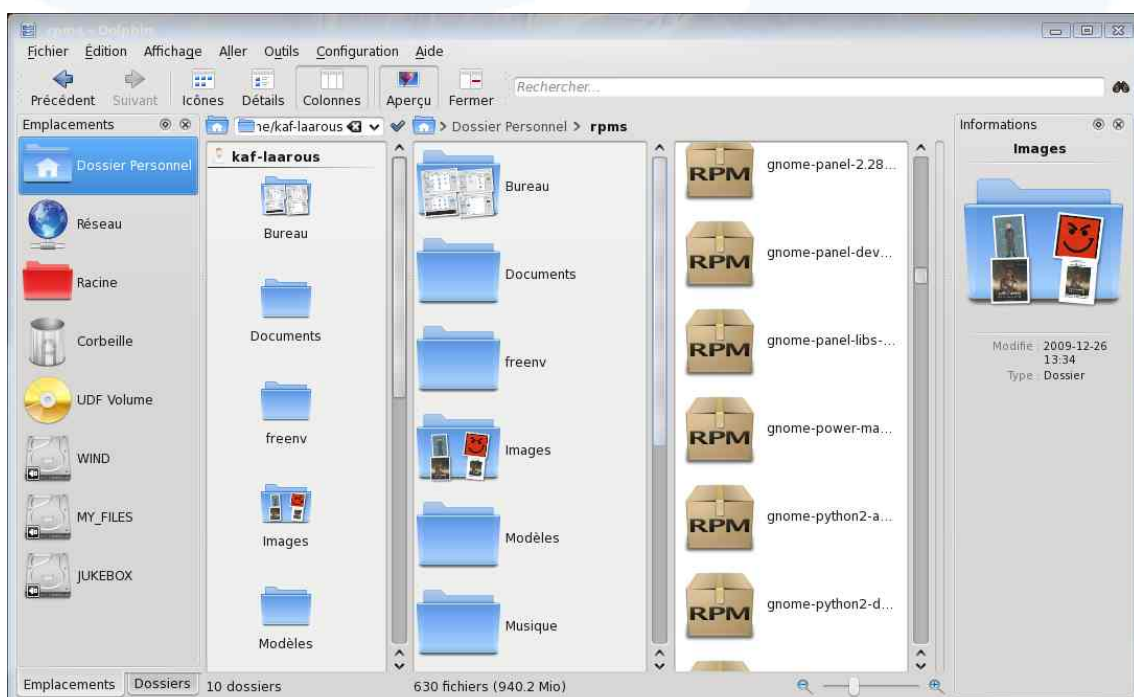 rpms - Dolphin
Fichier Édition Affichage Aller Outils Configuration Aide
Précédent Suivant Icônes Détails Colonnes Aperçu Fermer Rechercher...
Emplacements
Dossier Personnel
Réseau
Racine
Corbeille
UDF Volume
WIND
MY_FILES
JUKEBOX
Emplacements Dossiers
ne/kaf-laarous
kaf-laarous
Bureau
Documents
freenv
Images
Modèles
10 dossiers
> Dossier Personnel > rpms
Bureau
Documents
freenv
Images
Modèles
Musique
630 fichiers (940.2 Mio)
RPM gnome-panel-2.28...
RPM gnome-panel-dev...
RPM gnome-panel-libs-...
RPM gnome-power-ma...
RPM gnome-python2-a...
RPM gnome-python2-d...
Informations
Images
Modifié : 2009-12-26
13:34
Type : Dossier